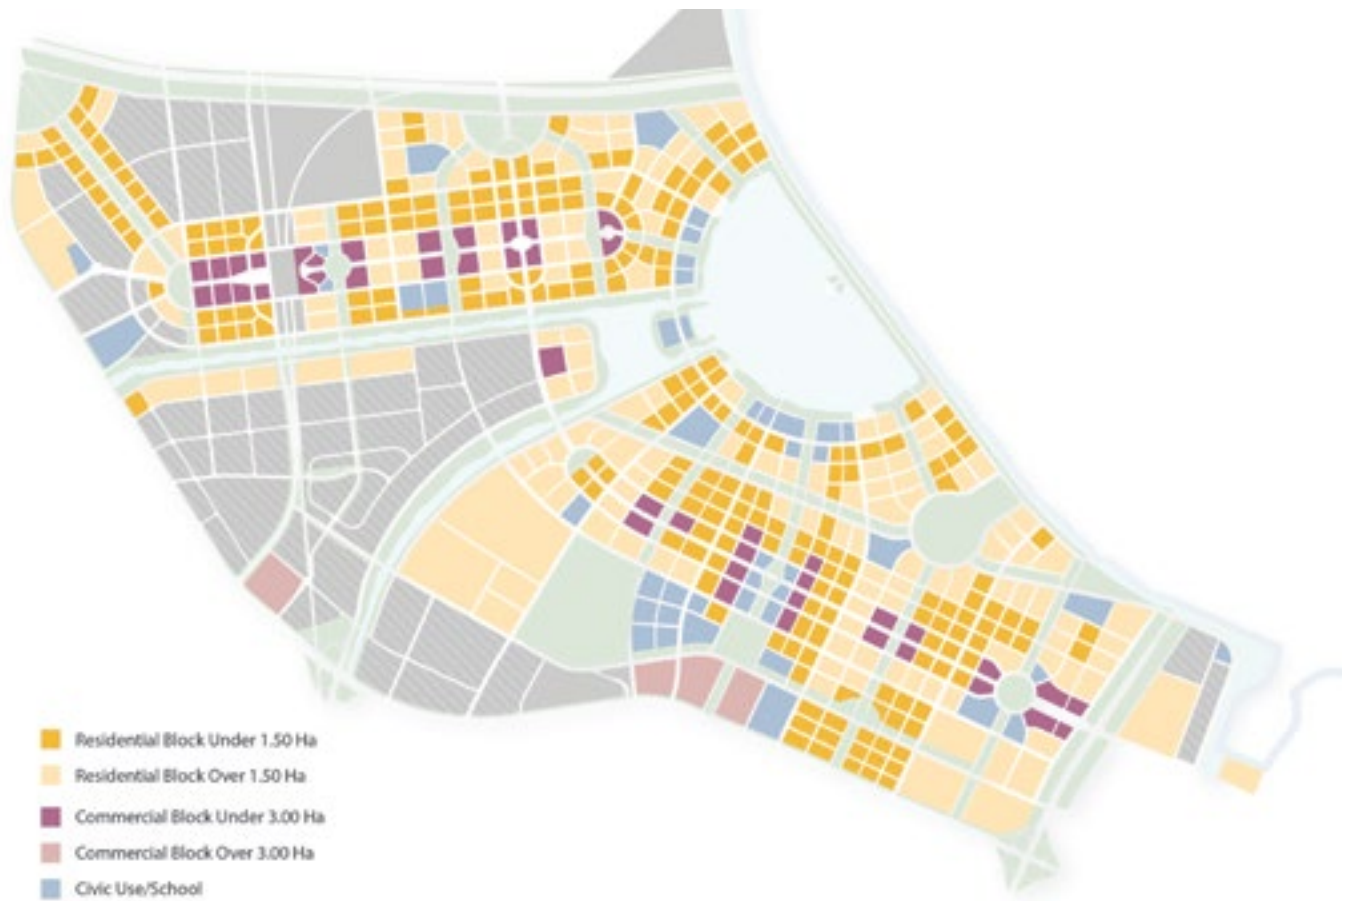 Residential Block Under 1.50 Ha
Residential Block Over 1.50 Ha
Commercial Block Under 3.00 Ha
Commercial Block Over 3.00 Ha
Civic Use/School